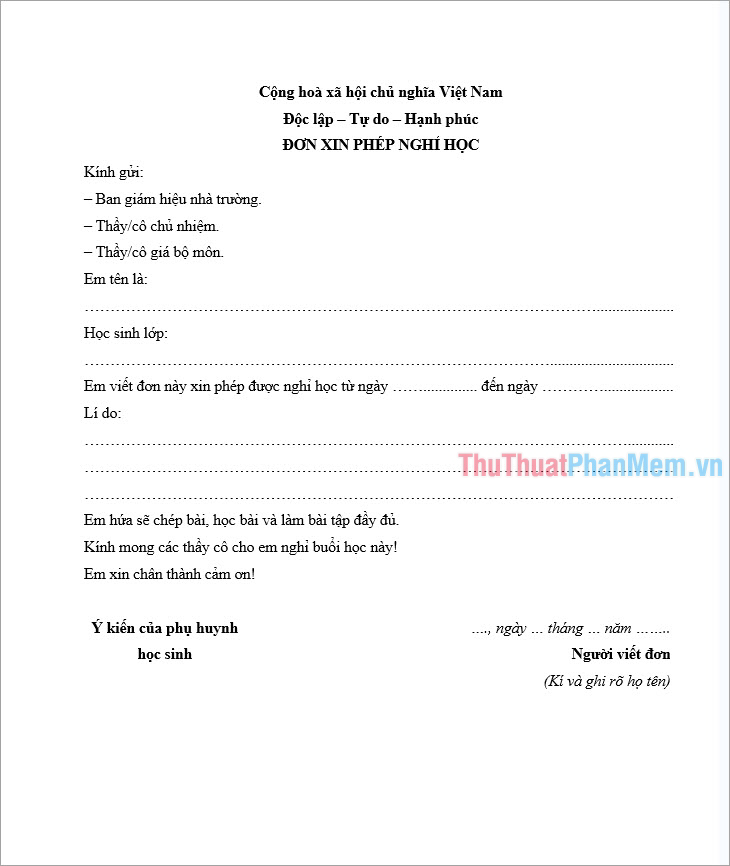 Cộng hoà xã hội chủ nghĩa Việt Nam
Độc lập – Tự do – Hạnh phúc
ĐƠN XIN PHÉP NGHÍ HỌC
Kính gửi:
– Ban giám hiệu nhà trường.
– Thầy/cô chủ nhiệm.
– Thầy/cô giá bộ môn.
Em tên là:
……………………………………………………………………………………....................
Học sinh lớp:
………………………………………………………………………………................................
Em viết đơn này xin phép được nghỉ học từ ngày ……............... đến ngày …………...................
Lí do:
…………………………………………………………………………………………..............
ThuThuatPhanMem.vn
……………………………………………………………………………………………………
……………………………………………………………………………………………………
Em hứa sẽ chép bài, học bài và làm bài tập đầy đủ.
Kính mong các thầy cô cho em nghỉ buổi học này!
Em xin chân thành cảm ơn!
Ý kiến của phụ huynh
học sinh
…., ngày … tháng … năm ……..
Người viết đơn
(Kí và ghi rõ họ tên)